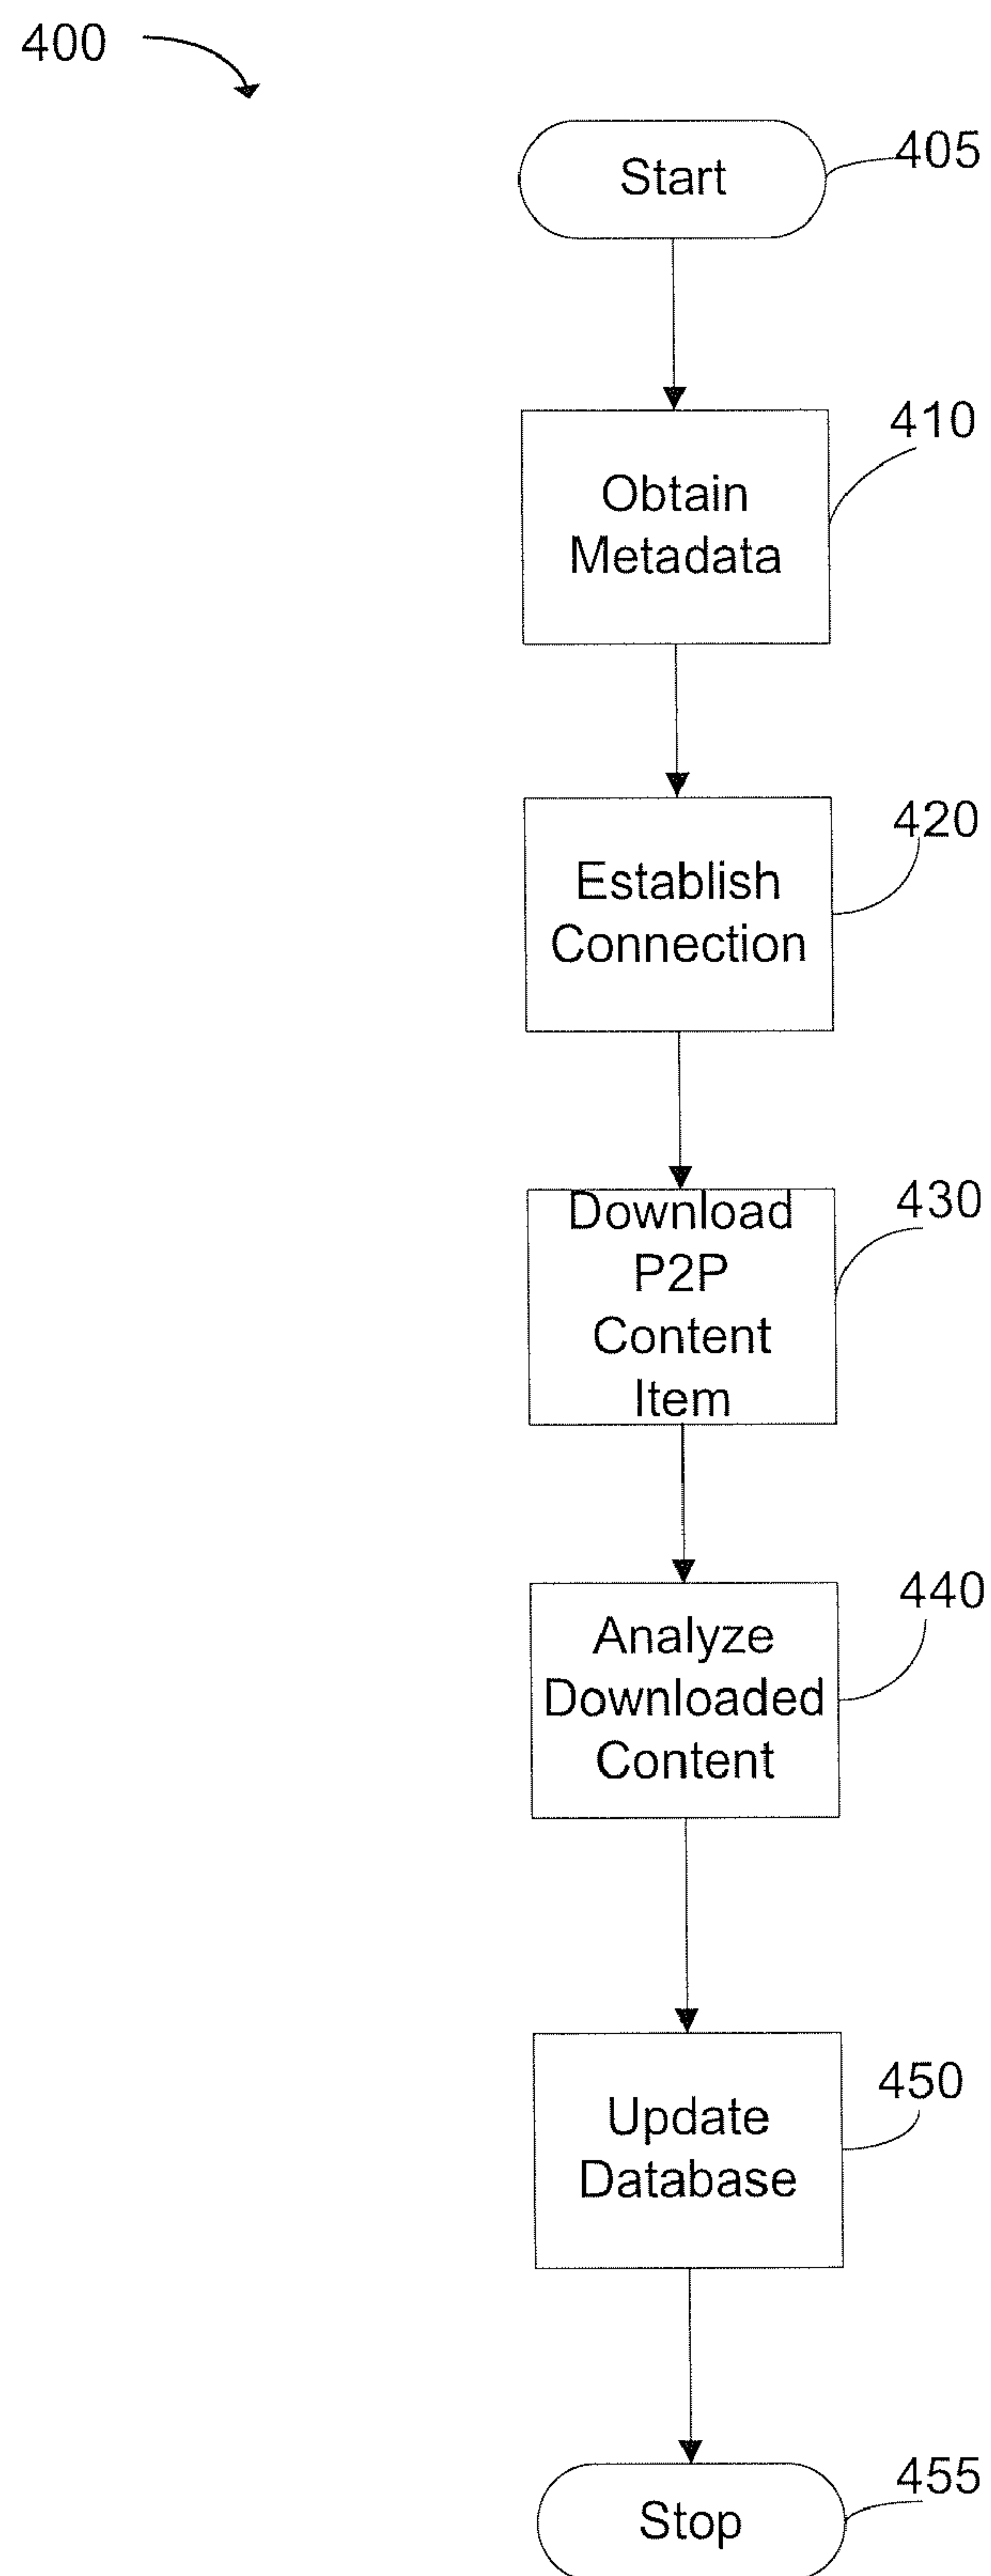 400
Start
405
410
Obtain
Metadata
420
Establish
Connection
430
Download
P2P
Content
Item
440
Analyze
Downloaded
Content
450
Update
Database
455
Stop